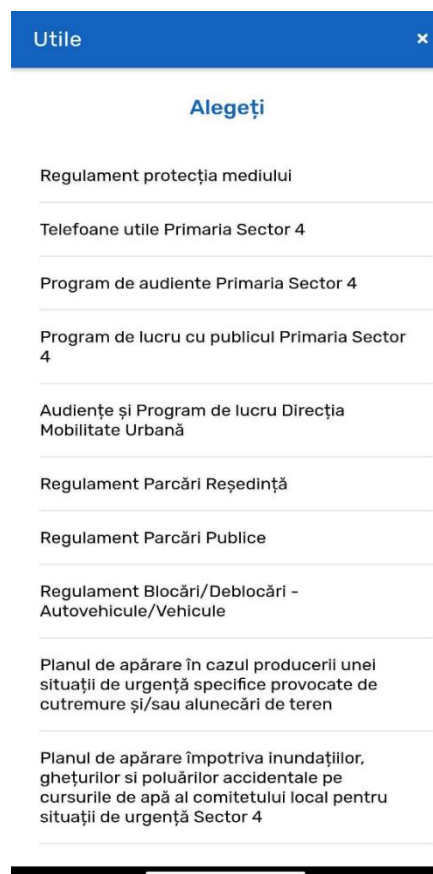 Utile
×
Alegeți
Regulament protecția mediului
Telefoane utile Primaria Sector 4
Program de audiente Primaria Sector 4
Program de lucru cu publicul Primaria Sector
4
Audiențe și Program de lucru Direcția
Mobilitate Urbană
Regulament Parcări Reședință
Regulament Parcări Publice
Regulament Blocări/Deblocări -
Autovehicule/Vehicule
Planul de apărare în cazul producerii unei
situații de urgență specifice provocate de
cutremure și/sau alunecări de teren
Planul de apărare împotriva inundațiilor,
ghețurilor si poluărilor accidentale pe
cursurile de apă al comitetului local pentru
situații de urgență Sector 4